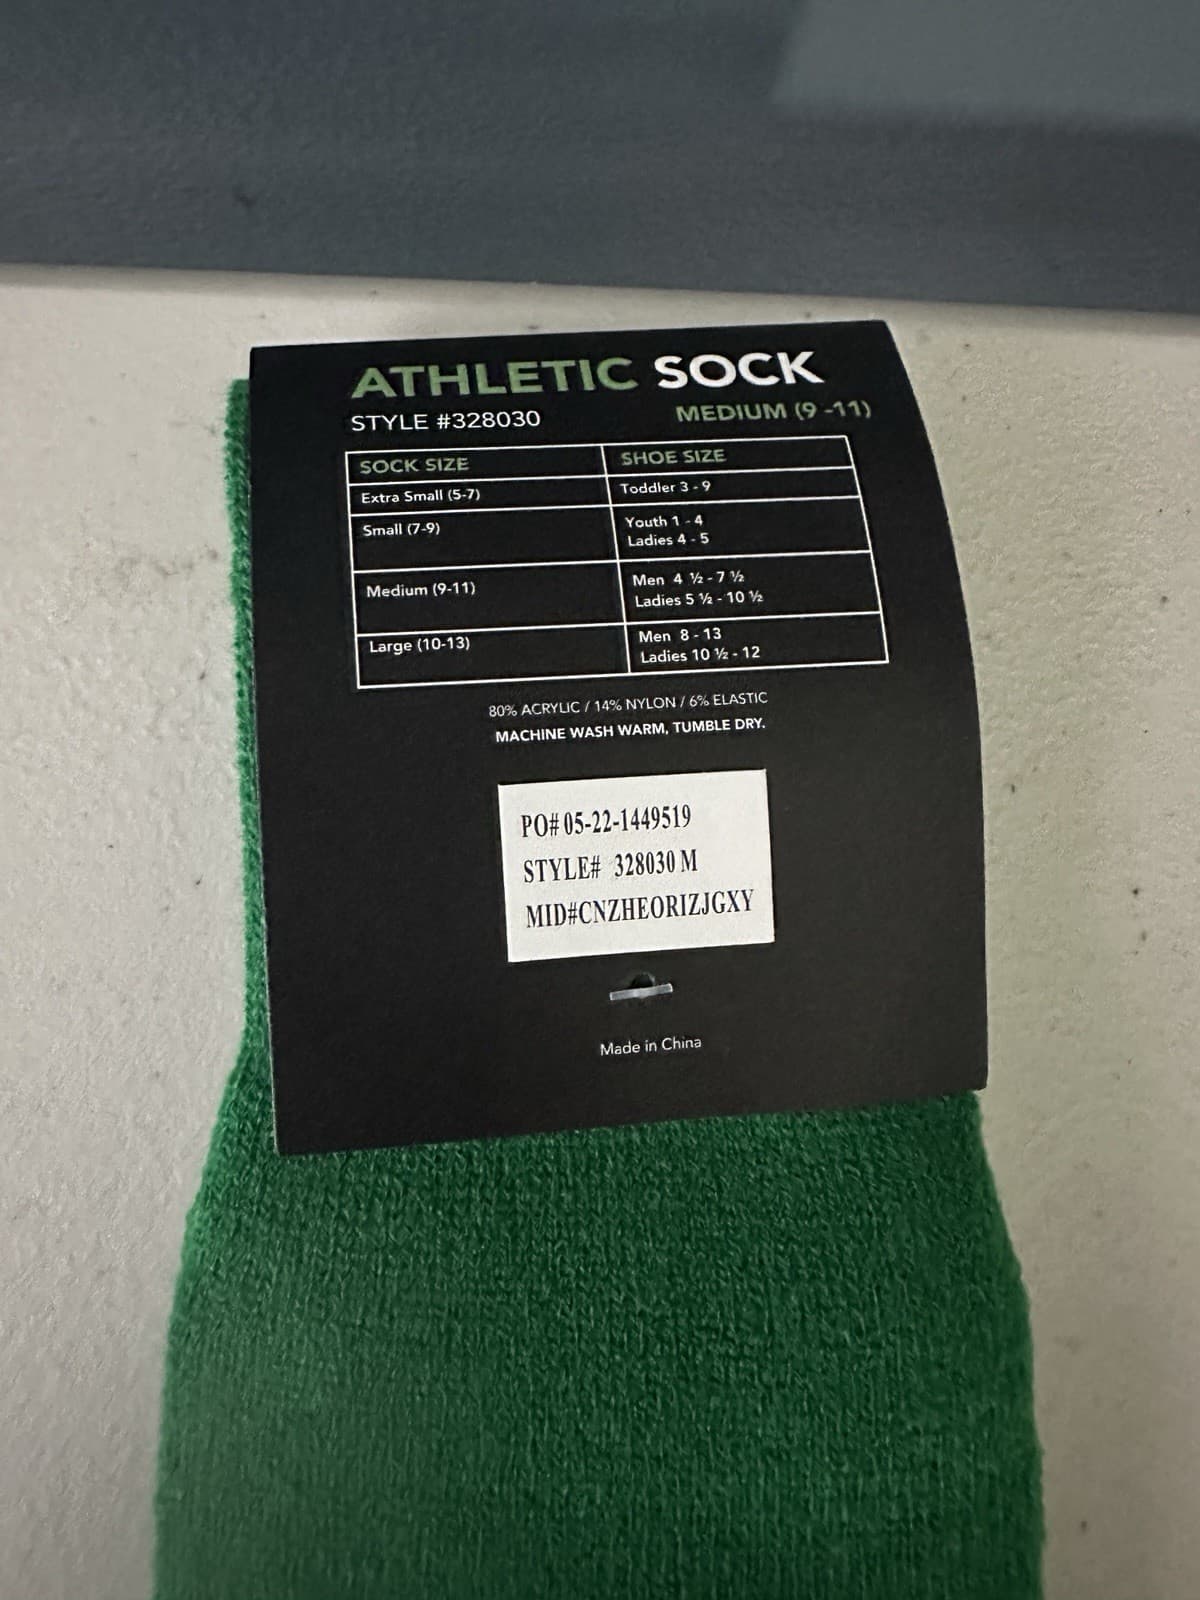 ATHLETIC SOCK
STYLE #328030 MEDIUM (9 -11)
SOCK SIZE SHOE SIZE
Extra Small (5-7) Toddler 3 - 9
Small (7-9) Youth 1 - 4
Ladies 4 - 5
Medium (9-11) Men 4 ½ - 7 ½
Ladies 5 ½ - 10 ½
Large (10-13) Men 8 - 13
Ladies 10 ½ - 12
80% ACRYLIC / 14% NYLON / 6% ELASTIC
MACHINE WASH WARM, TUMBLE DRY.
PO# 05-22-1449519
STYLE# 328030 M
MID#CNZHEORIZJGXY
Made in China